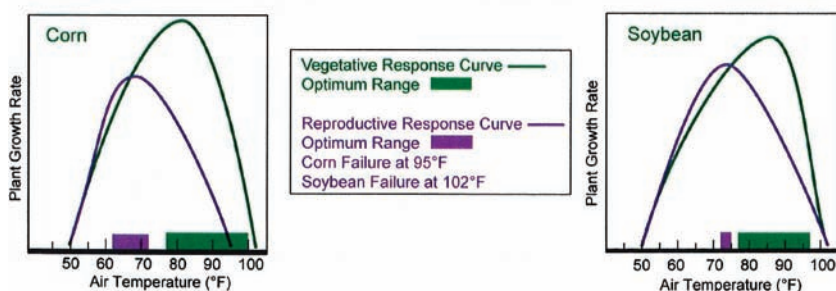 Corn
Plant Growth Rate
50 60 70 80 90 100
Air Temperature (°F)
Vegetative Response Curve
Optimum Range
Reproductive Response Curve
Optimum Range
Corn Failure at 95°F
Soybean Failure at 102°F
Soybean
Plant Growth Rate
50 60 70 80 90 100
Air Temperature (°F)